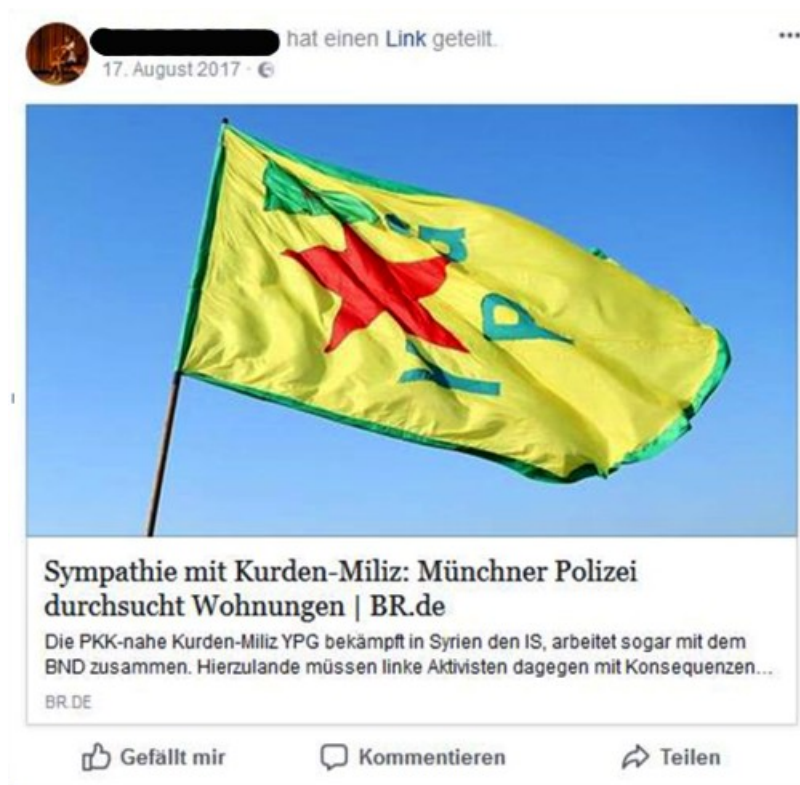 hat einen Link geteilt.
17. August 2017 ·
Y P G
Sympathie mit Kurden-Miliz: Münchner Polizei
durchsucht Wohnungen | BR.de
Die PKK-nahe Kurden-Miliz YPG bekämpft in Syrien den IS, arbeitet sogar mit dem
BND zusammen. Hierzulande müssen linke Aktivisten dagegen mit Konsequenzen...
BR.DE
Gefällt mir Kommentieren Teilen